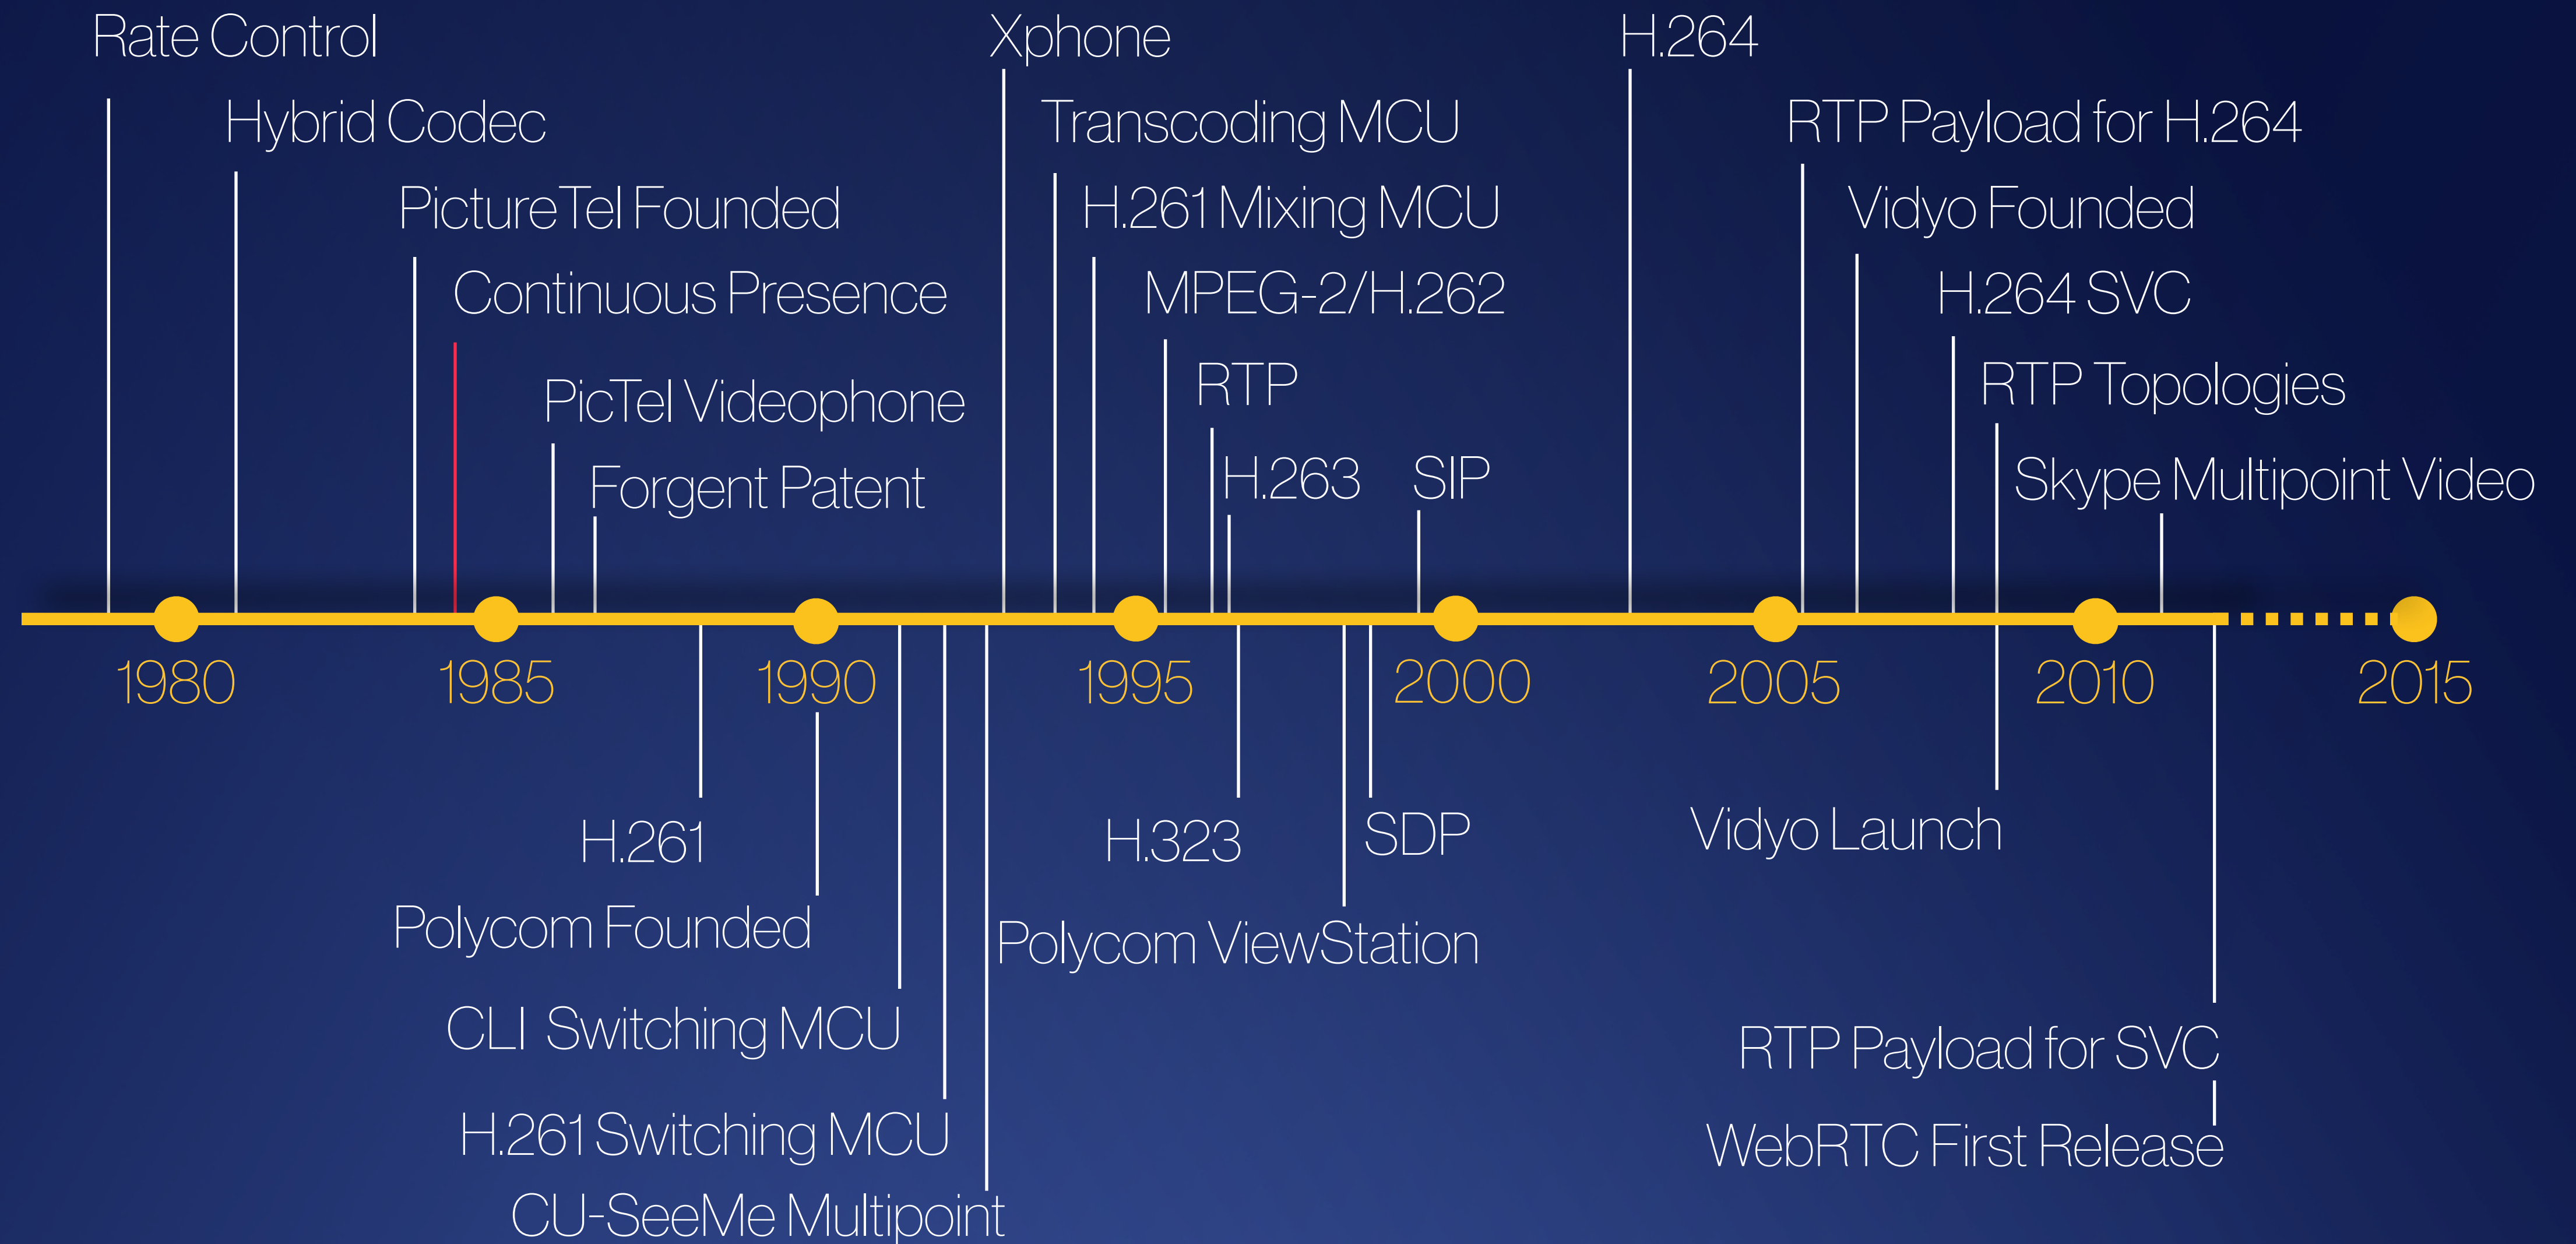 Rate Control
Xphone
H.264
Hybrid Codec
Transcoding MCU
RTP Payload for H.264
PictureTel Founded
H.261 Mixing MCU
Vidyo Founded
Continuous Presence
MPEG-2/H.262
H.264 SVC
PicTel Videophone
RTP
RTP Topologies
Forgent Patent
H.263
SIP
Skype Multipoint Video
1980
1985
1990
1995
2000
2005
2010
2015
H.261
H.323
SDP
Vidyo Launch
Polycom Founded
Polycom ViewStation
CLI Switching MCU
RTP Payload for SVC
H.261 Switching MCU
WebRTC First Release
CU-SeeMe Multipoint